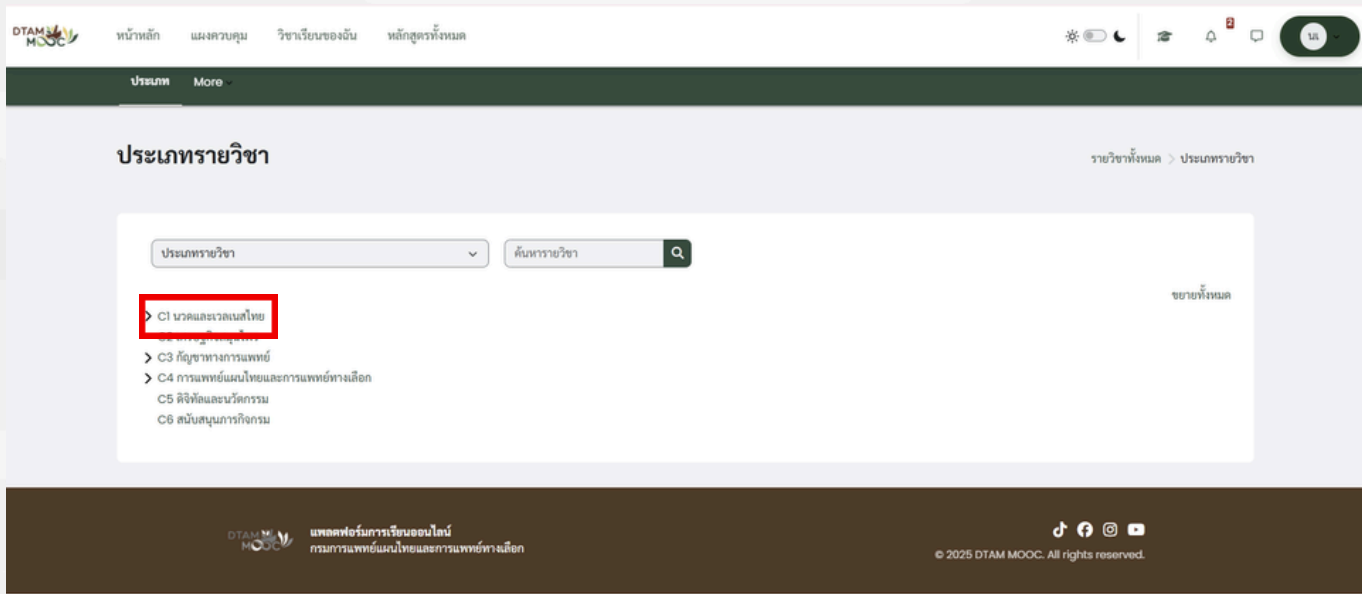 DTAM MOOC
หน้าหลัก แผงควบคุม วิชาเรียนของฉัน หลักสูตรทั้งหมด
2
นเ
ประเภท More
ประเภทรายวิชา
รายวิชาทั้งหมด > ประเภทรายวิชา
ประเภทรายวิชา
ค้นหารายวิชา
ขยายทั้งหมด
C1 นวดและเวลเนสไทย
C3 กัญชาทางการแพทย์
C4 การแพทย์แผนไทยและการแพทย์ทางเลือก
C5 ดิจิทัลและนวัตกรรม
C6 สนับสนุนภารกิจกรม
DTAM MOOC
แพลตฟอร์มการเรียนออนไลน์
กรมการแพทย์แผนไทยและการแพทย์ทางเลือก
© 2025 DTAM MOOC. All rights reserved.